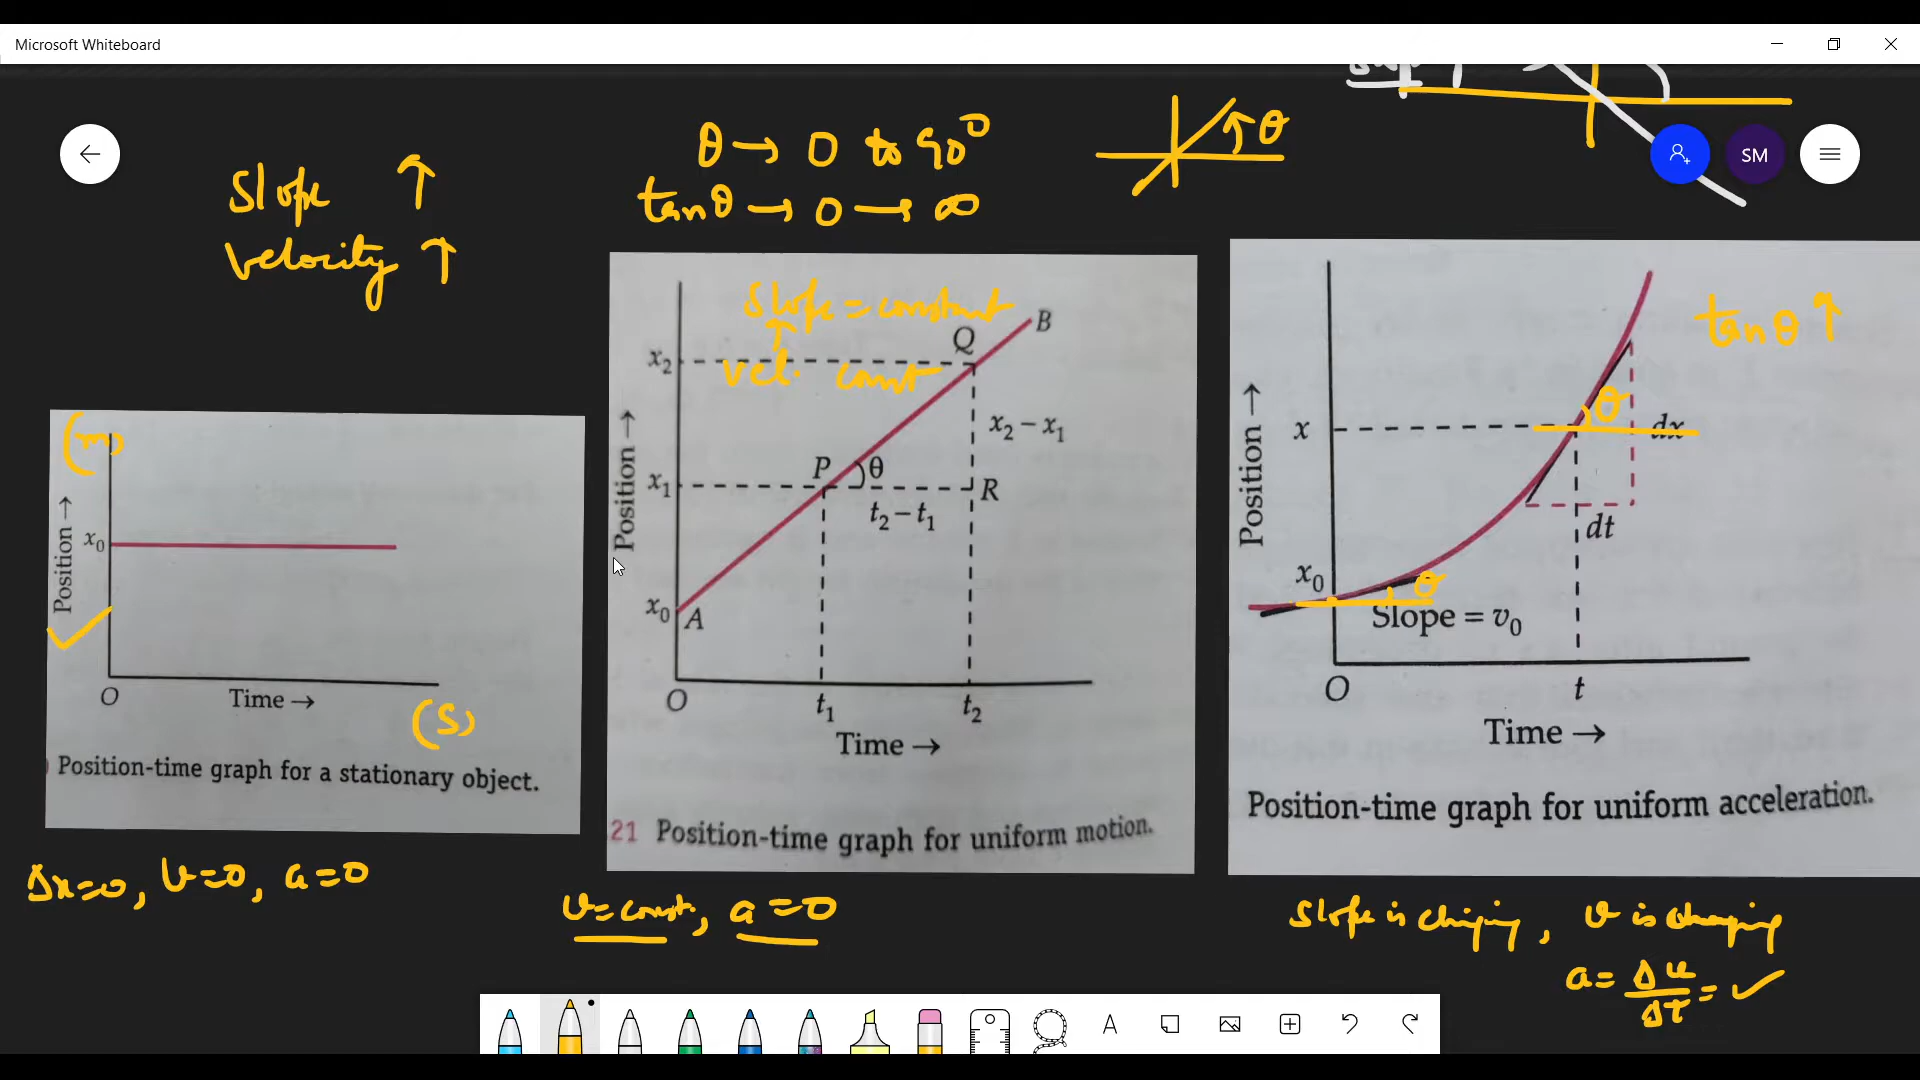 Microsoft Whiteboard
SM
Slope ↑
velocity ↑
θ → 0 to 90°
tanθ → 0 → ∞
θ
(m)
Position →
x₀
O
Time →
(s)
Position-time graph for a stationary object.
Δx=0, v=0, a=0
Slope = constant
↑
vel. const
B
Q
x₂
x₂ – x₁
Position →
P
θ
x₁
R
t₂ – t₁
x₀
A
O
t₁
t₂
Time →
21 Position-time graph for uniform motion.
v=const., a=0
tanθ ↑
Position →
θ
x
dx
dt
x₀
θ
Slope = v₀
O
t
Time →
Position-time graph for uniform acceleration.
Slope is changing, v is changing
a = Δv/Δt = ✓
A